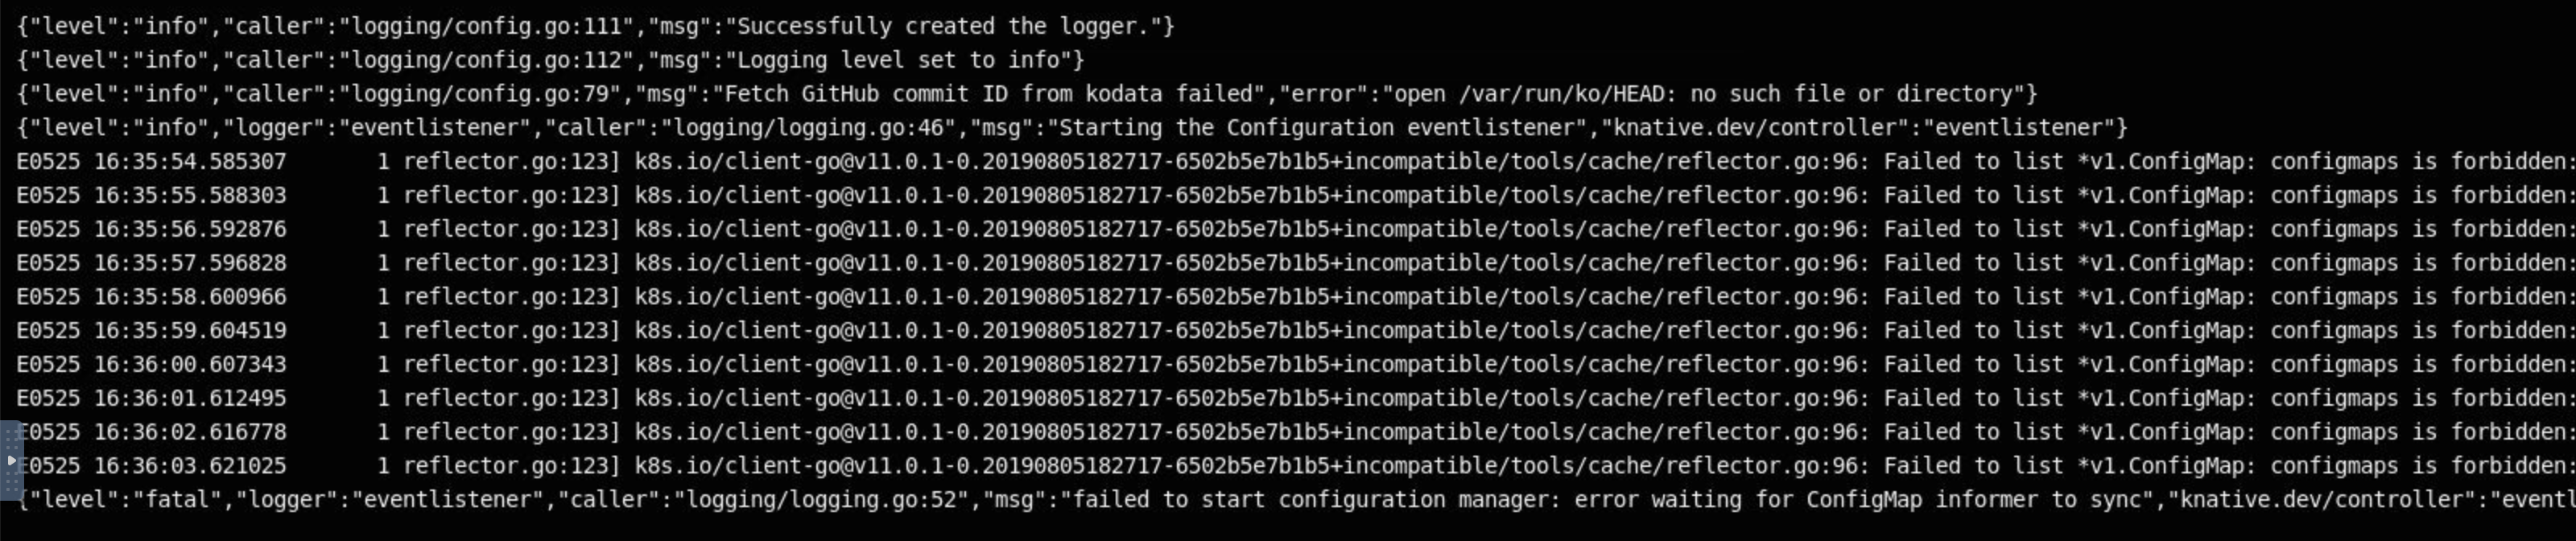 {"level":"info","caller":"logging/config.go:111","msg":"Successfully created the logger."}
{"level":"info","caller":"logging/config.go:112","msg":"Logging level set to info"}
{"level":"info","caller":"logging/config.go:79","msg":"Fetch GitHub commit ID from kodata failed","error":"open /var/run/ko/HEAD: no such file or directory"}
{"level":"info","logger":"eventlistener","caller":"logging/logging.go:46","msg":"Starting the Configuration eventlistener","knative.dev/controller":"eventlistener"}
E0525 16:35:54.585307       1 reflector.go:123] k8s.io/client-go@v11.0.1-0.20190805182717-6502b5e7b1b5+incompatible/tools/cache/reflector.go:96: Failed to list *v1.ConfigMap: configmaps is forbidden:
E0525 16:35:55.588303       1 reflector.go:123] k8s.io/client-go@v11.0.1-0.20190805182717-6502b5e7b1b5+incompatible/tools/cache/reflector.go:96: Failed to list *v1.ConfigMap: configmaps is forbidden:
E0525 16:35:56.592876       1 reflector.go:123] k8s.io/client-go@v11.0.1-0.20190805182717-6502b5e7b1b5+incompatible/tools/cache/reflector.go:96: Failed to list *v1.ConfigMap: configmaps is forbidden:
E0525 16:35:57.596828       1 reflector.go:123] k8s.io/client-go@v11.0.1-0.20190805182717-6502b5e7b1b5+incompatible/tools/cache/reflector.go:96: Failed to list *v1.ConfigMap: configmaps is forbidden:
E0525 16:35:58.600966       1 reflector.go:123] k8s.io/client-go@v11.0.1-0.20190805182717-6502b5e7b1b5+incompatible/tools/cache/reflector.go:96: Failed to list *v1.ConfigMap: configmaps is forbidden:
E0525 16:35:59.604519       1 reflector.go:123] k8s.io/client-go@v11.0.1-0.20190805182717-6502b5e7b1b5+incompatible/tools/cache/reflector.go:96: Failed to list *v1.ConfigMap: configmaps is forbidden:
E0525 16:36:00.607343       1 reflector.go:123] k8s.io/client-go@v11.0.1-0.20190805182717-6502b5e7b1b5+incompatible/tools/cache/reflector.go:96: Failed to list *v1.ConfigMap: configmaps is forbidden:
E0525 16:36:01.612495       1 reflector.go:123] k8s.io/client-go@v11.0.1-0.20190805182717-6502b5e7b1b5+incompatible/tools/cache/reflector.go:96: Failed to list *v1.ConfigMap: configmaps is forbidden:
E0525 16:36:02.616778       1 reflector.go:123] k8s.io/client-go@v11.0.1-0.20190805182717-6502b5e7b1b5+incompatible/tools/cache/reflector.go:96: Failed to list *v1.ConfigMap: configmaps is forbidden:
E0525 16:36:03.621025       1 reflector.go:123] k8s.io/client-go@v11.0.1-0.20190805182717-6502b5e7b1b5+incompatible/tools/cache/reflector.go:96: Failed to list *v1.ConfigMap: configmaps is forbidden:
{"level":"fatal","logger":"eventlistener","caller":"logging/logging.go:52","msg":"failed to start configuration manager: error waiting for ConfigMap informer to sync","knative.dev/controller":"eventl